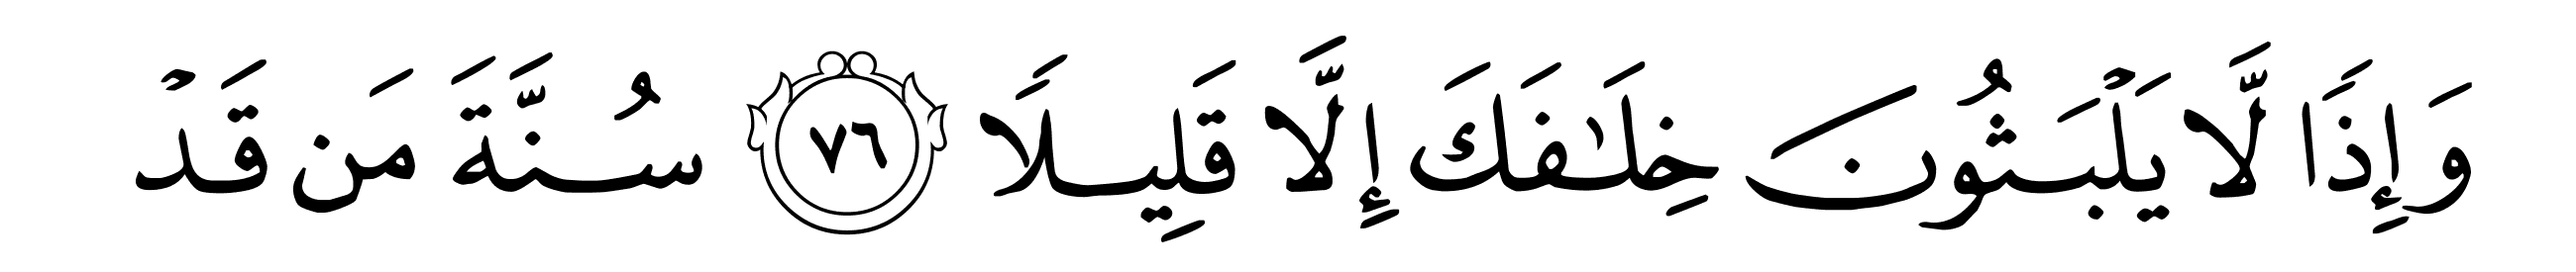 وَإِذًا لَّا يَلۡبَثُونَ خِلَٰفَكَ إِلَّا قَلِيلًا ٧٦ سُنَّةَ مَن قَدۡ